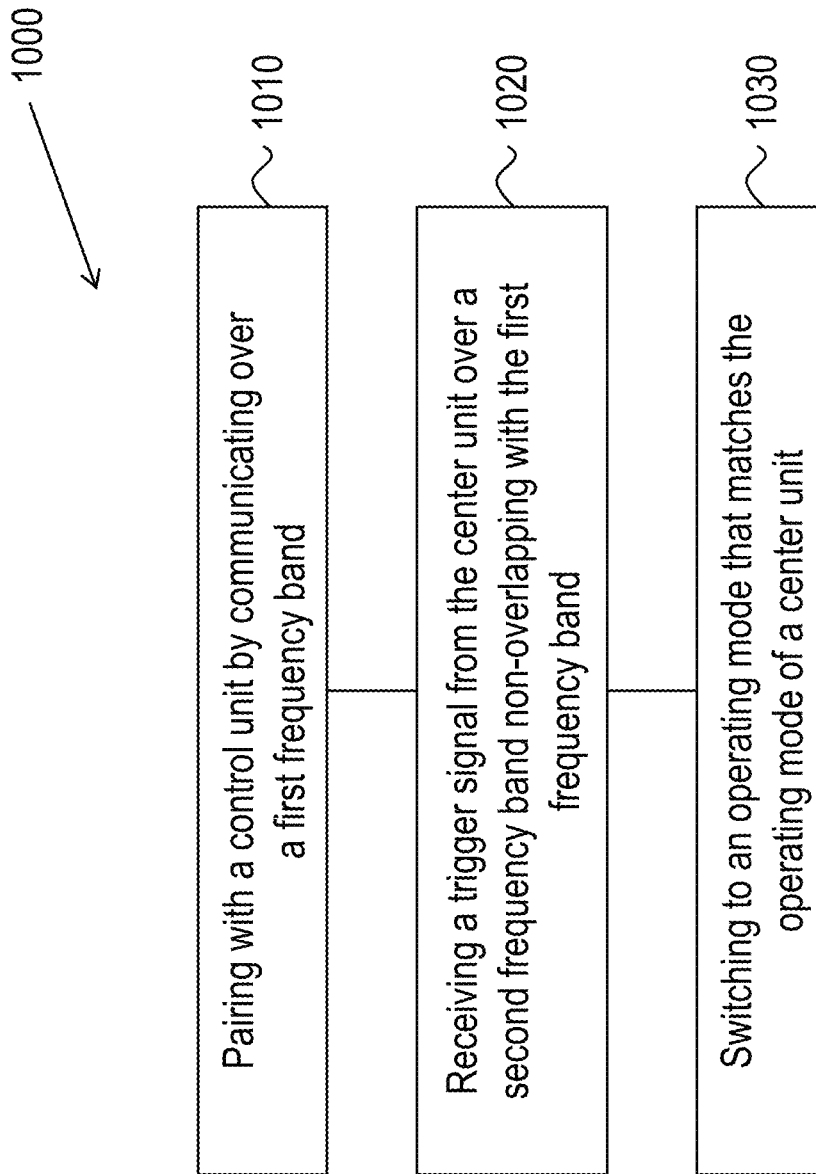 1000
Pairing with a control unit by communicating over
a first frequency band
1010
Receiving a trigger signal from the center unit over a
second frequency band non-overlapping with the first
frequency band
1020
Switching to an operating mode that matches the
operating mode of a center unit
1030